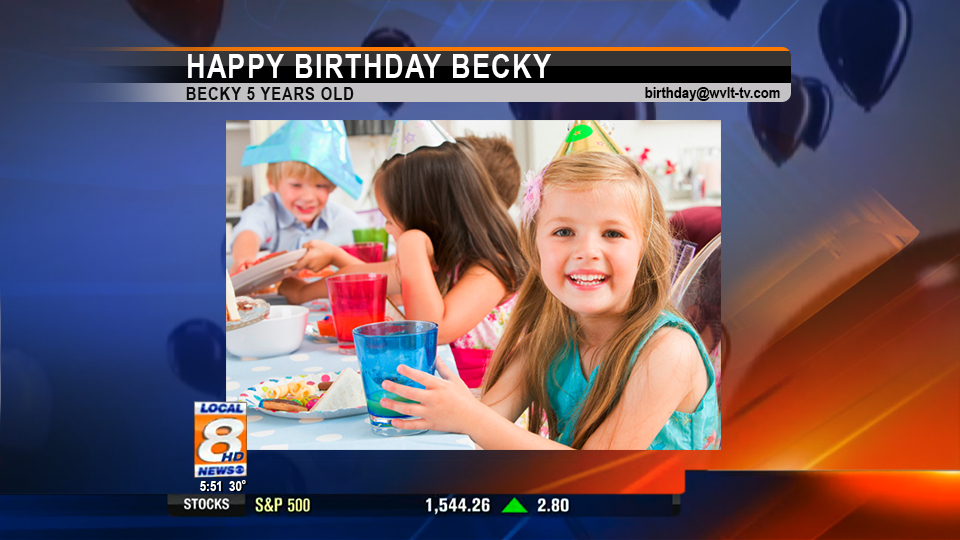 HAPPY BIRTHDAY BECKY
BECKY 5 YEARS OLD
birthday@wvlt-tv.com
LOCAL
8
HD
NEWS
5:51 30°
STOCKS S&P 500 1,544.26 2.80